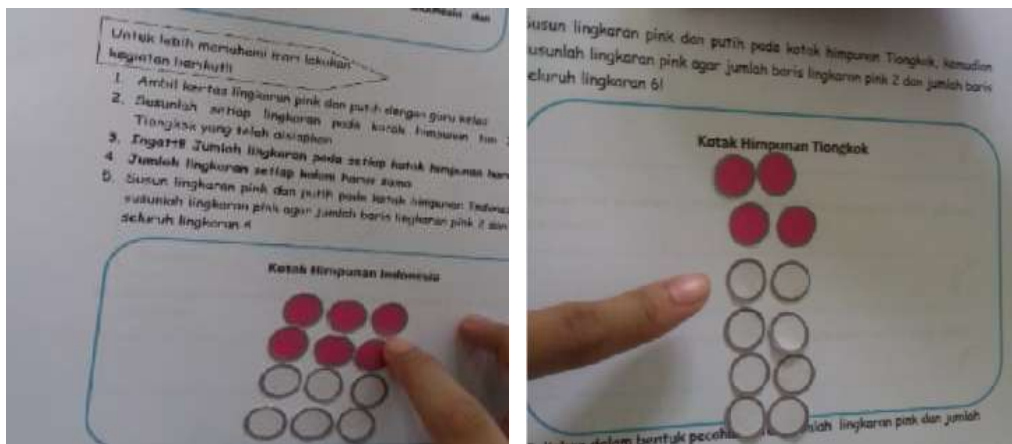 Untuk lebih memahami mari lakukan
kegiatan berikut!!
1. Ambil kertas lingkaran pink dan putih dengan guru kelas
2. Susunlah setiap lingkaran pada kotak himpunan
Tiongkok yang telah disiapkan
3. Ingat!! Jumlah lingkaran pada setiap kotak himpunan
4. Jumlah lingkaran setiap kolom harus sama
5. Susun lingkaran pink dan putih pada kotak himpunan
susunlah lingkaran pink agar jumlah baris lingkaran pink 2 dan
seluruh lingkaran 4
Kotak Himpunan Indonesia
susun lingkaran pink dan putih pada kotak himpunan Tiongkok, kemudian
usunlah lingkaran pink agar jumlah baris lingkaran pink 2 dan jumlah baris
eluruh lingkaran 6!
Kotak Himpunan Tiongkok
dalam bentuk lingkaran pink dan jumlah